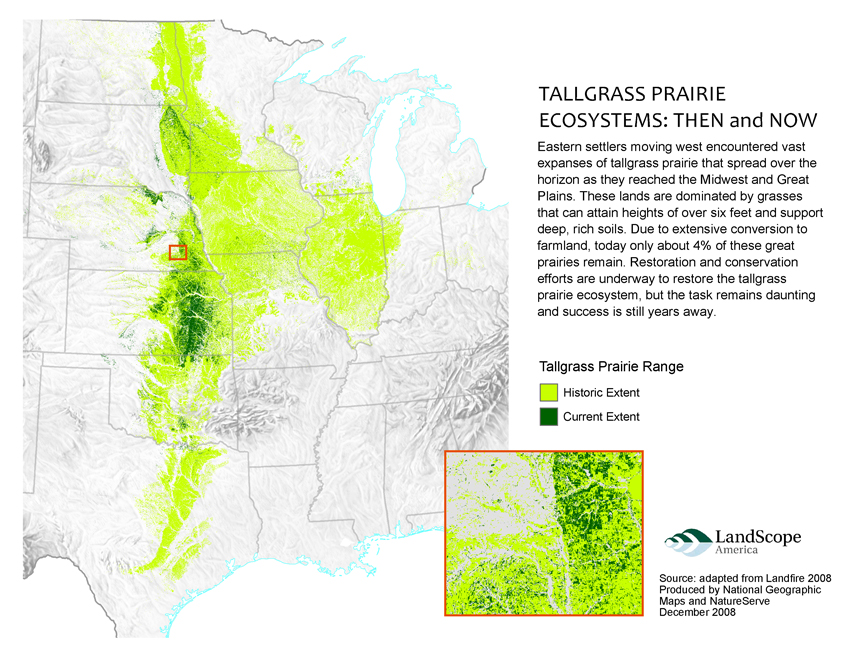 TALLGRASS PRAIRIE
ECOSYSTEMS: THEN and NOW
Eastern settlers moving west encountered vast
expanses of tallgrass prairie that spread over the
horizon as they reached the Midwest and Great
Plains. These lands are dominated by grasses
that can attain heights of over six feet and support
deep, rich soils. Due to extensive conversion to
farmland, today only about 4% of these great
prairies remain. Restoration and conservation
efforts are underway to restore the tallgrass
prairie ecosystem, but the task remains daunting
and success is still years away.
Tallgrass Prairie Range
Historic Extent
Current Extent
LandScope
America
Source: adapted from Landfire 2008
Produced by National Geographic
Maps and NatureServe
December 2008